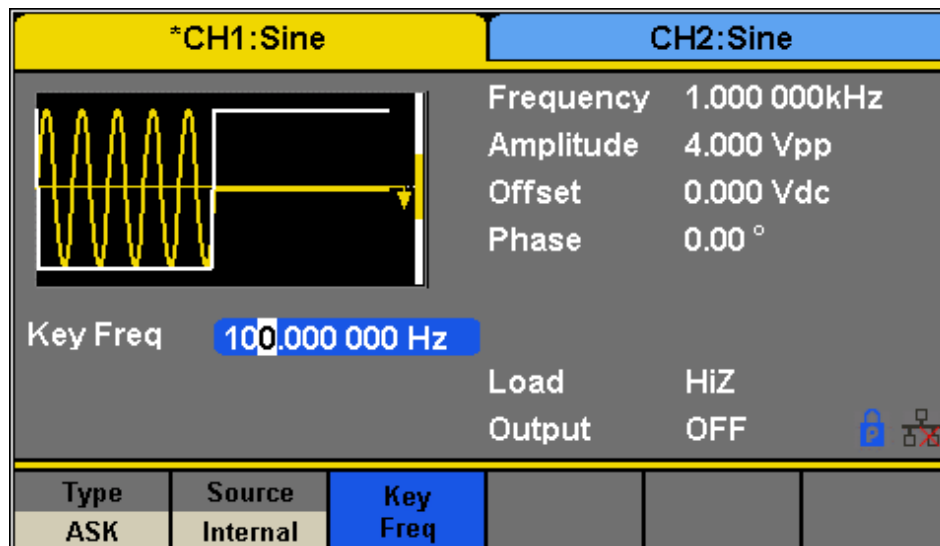 *CH1:Sine CH2:Sine
Frequency 1.000 000kHz
Amplitude 4.000 Vpp
Offset 0.000 Vdc
Phase 0.00 °
Key Freq 100.000 000 Hz
Load HiZ
Output OFF
P
Type Source Key
ASK Internal Freq